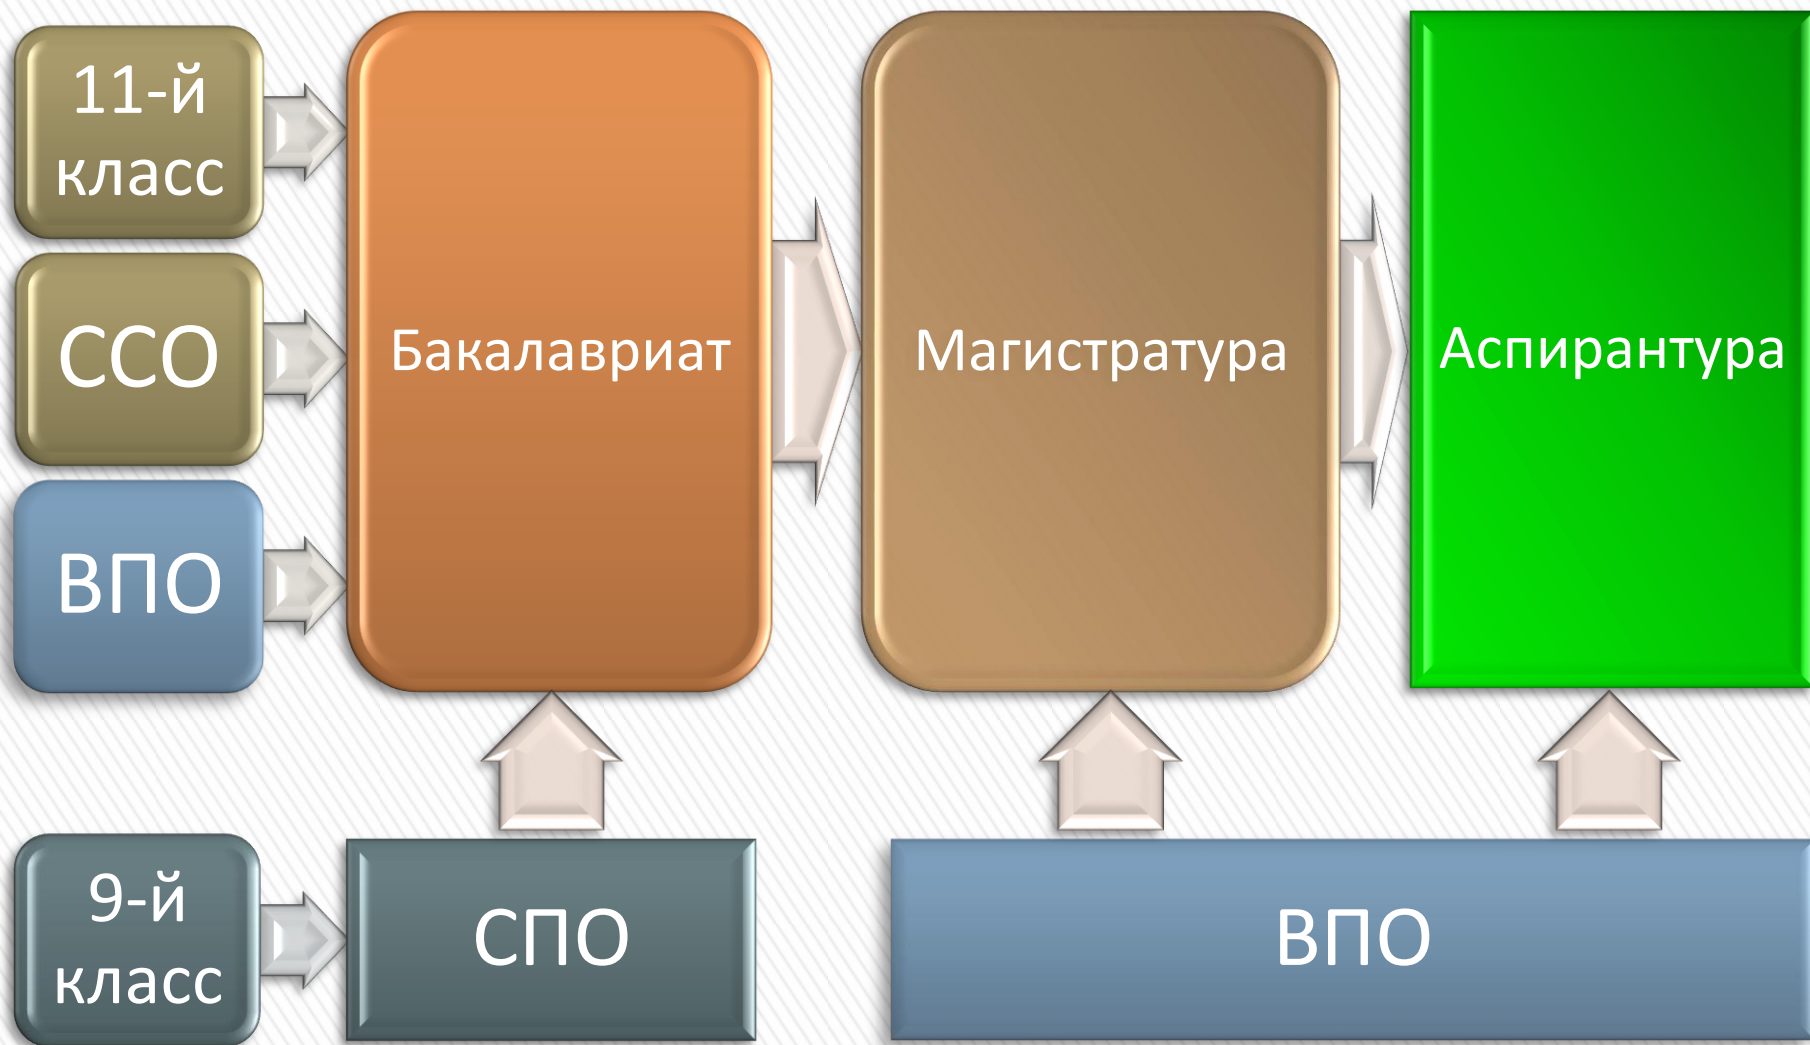 11-й
класс
ССО
ВПО
Бакалавриат
Магистратура
Аспирантура
9-й
класс
СПО
ВПО